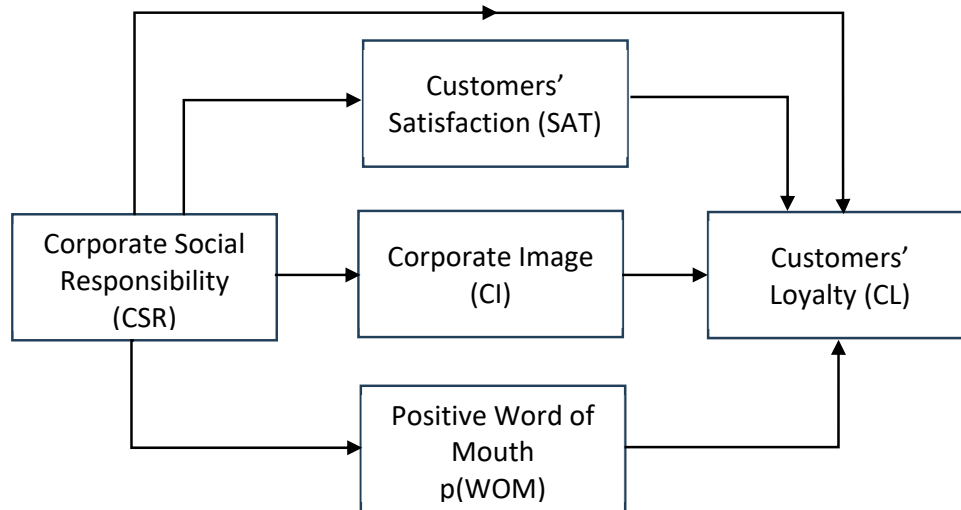 Customers’
Satisfaction (SAT)
Corporate Social
Responsibility
(CSR)
Corporate Image
(CI)
Customers’
Loyalty (CL)
Positive Word of
Mouth
p(WOM)